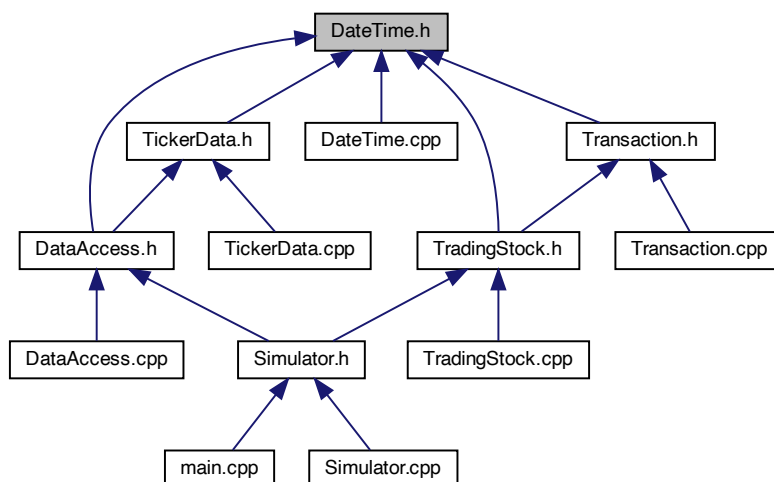 DateTime.h
TickerData.h
DateTime.cpp
Transaction.h
DataAccess.h
TickerData.cpp
TradingStock.h
Transaction.cpp
DataAccess.cpp
Simulator.h
TradingStock.cpp
main.cpp
Simulator.cpp